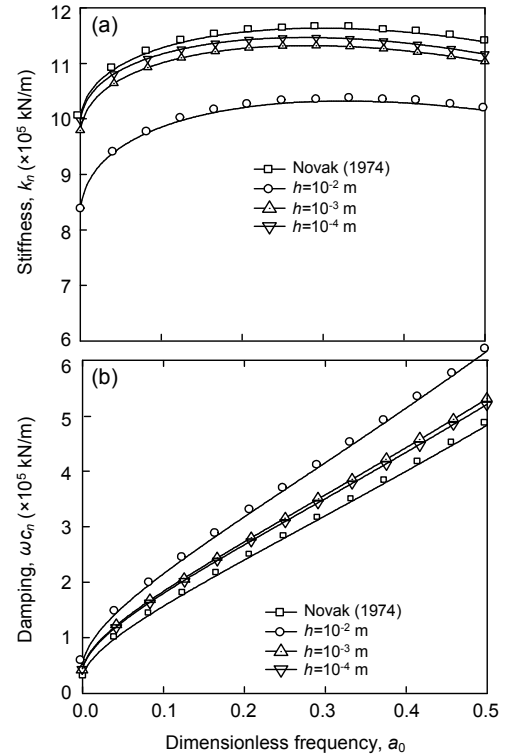 (a)
12
11
10
9
8
7
6
Stiffness, kₙ (×10⁵ kN/m)
Novak (1974)
h=10⁻² m
h=10⁻³ m
h=10⁻⁴ m
(b)
6
5
4
3
2
1
0
Damping, ωcₙ (×10⁵ kN/m)
Novak (1974)
h=10⁻² m
h=10⁻³ m
h=10⁻⁴ m
0.0 0.1 0.2 0.3 0.4 0.5
Dimensionless frequency, a₀